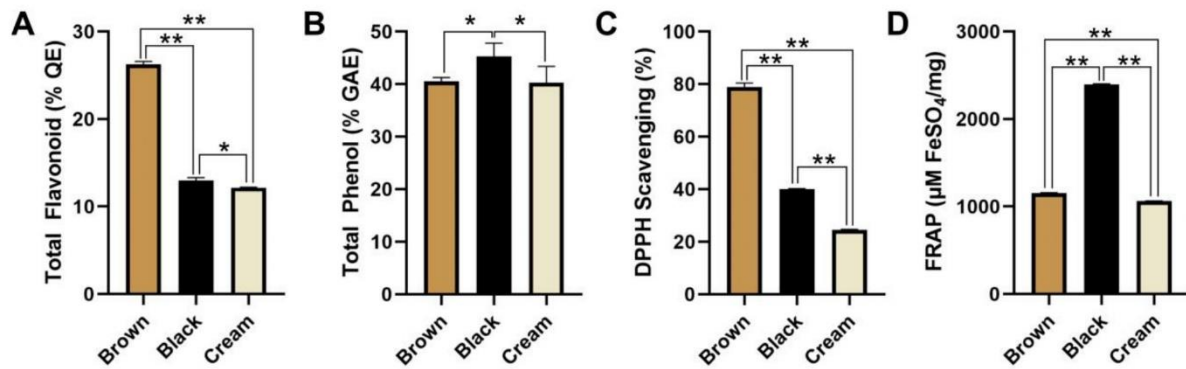 A
Total Flavonoid (% QE)
30
20
10
0
**
**
*
Brown
Black
Cream
B
Total Phenol (% GAE)
50
40
30
20
10
0
*
*
Brown
Black
Cream
C
DPPH Scavenging (%)
100
80
60
40
20
0
**
**
**
Brown
Black
Cream
D
FRAP (µM FeSO₄/mg)
3000
2000
1000
0
**
**
**
Brown
Black
Cream